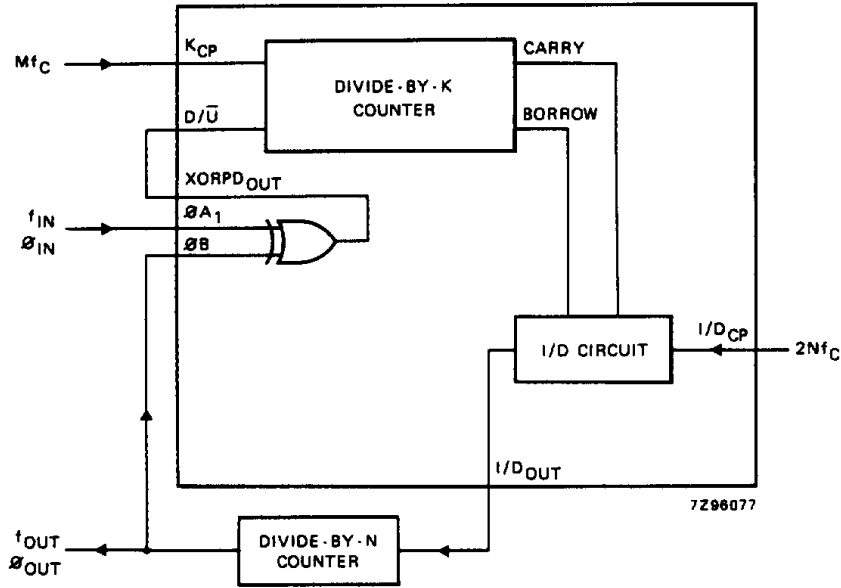 K_CP
CARRY
Mf_C
DIVIDE-BY-K
COUNTER
D/U̅
BORROW
XORPD_OUT
f_IN
ØA_1
Ø_IN
ØB
I/D_CP
I/D CIRCUIT
2Nf_C
I/D_OUT
7Z96077
f_OUT
DIVIDE-BY-N
Ø_OUT
COUNTER